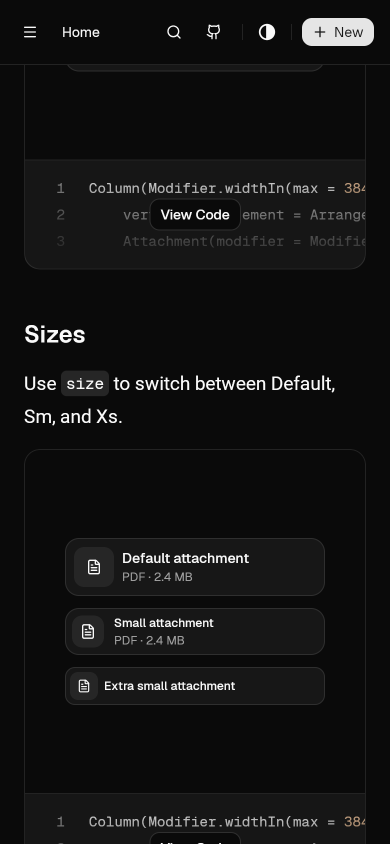 Home
New
1 Column(Modifier.widthIn(max = 384
2 ver View Code ement = Arrange
3 Attachment(modifier = Modifie
Sizes
Use size to switch between Default,
Sm, and Xs.
Default attachment
PDF · 2.4 MB
Small attachment
PDF · 2.4 MB
Extra small attachment
1 Column(Modifier.widthIn(max = 384